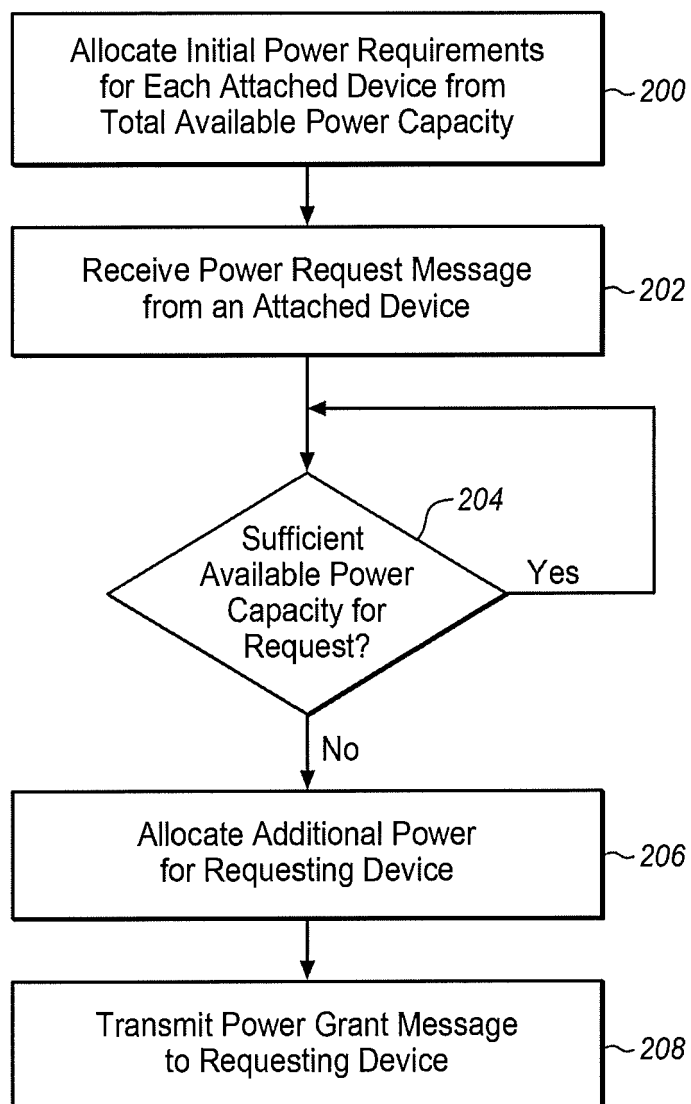 Allocate Initial Power Requirements
for Each Attached Device from
Total Available Power Capacity
200
Receive Power Request Message
from an Attached Device
202
204
Sufficient
Available Power
Capacity for
Request?
Yes
No
Allocate Additional Power
for Requesting Device
206
Transmit Power Grant Message
to Requesting Device
208